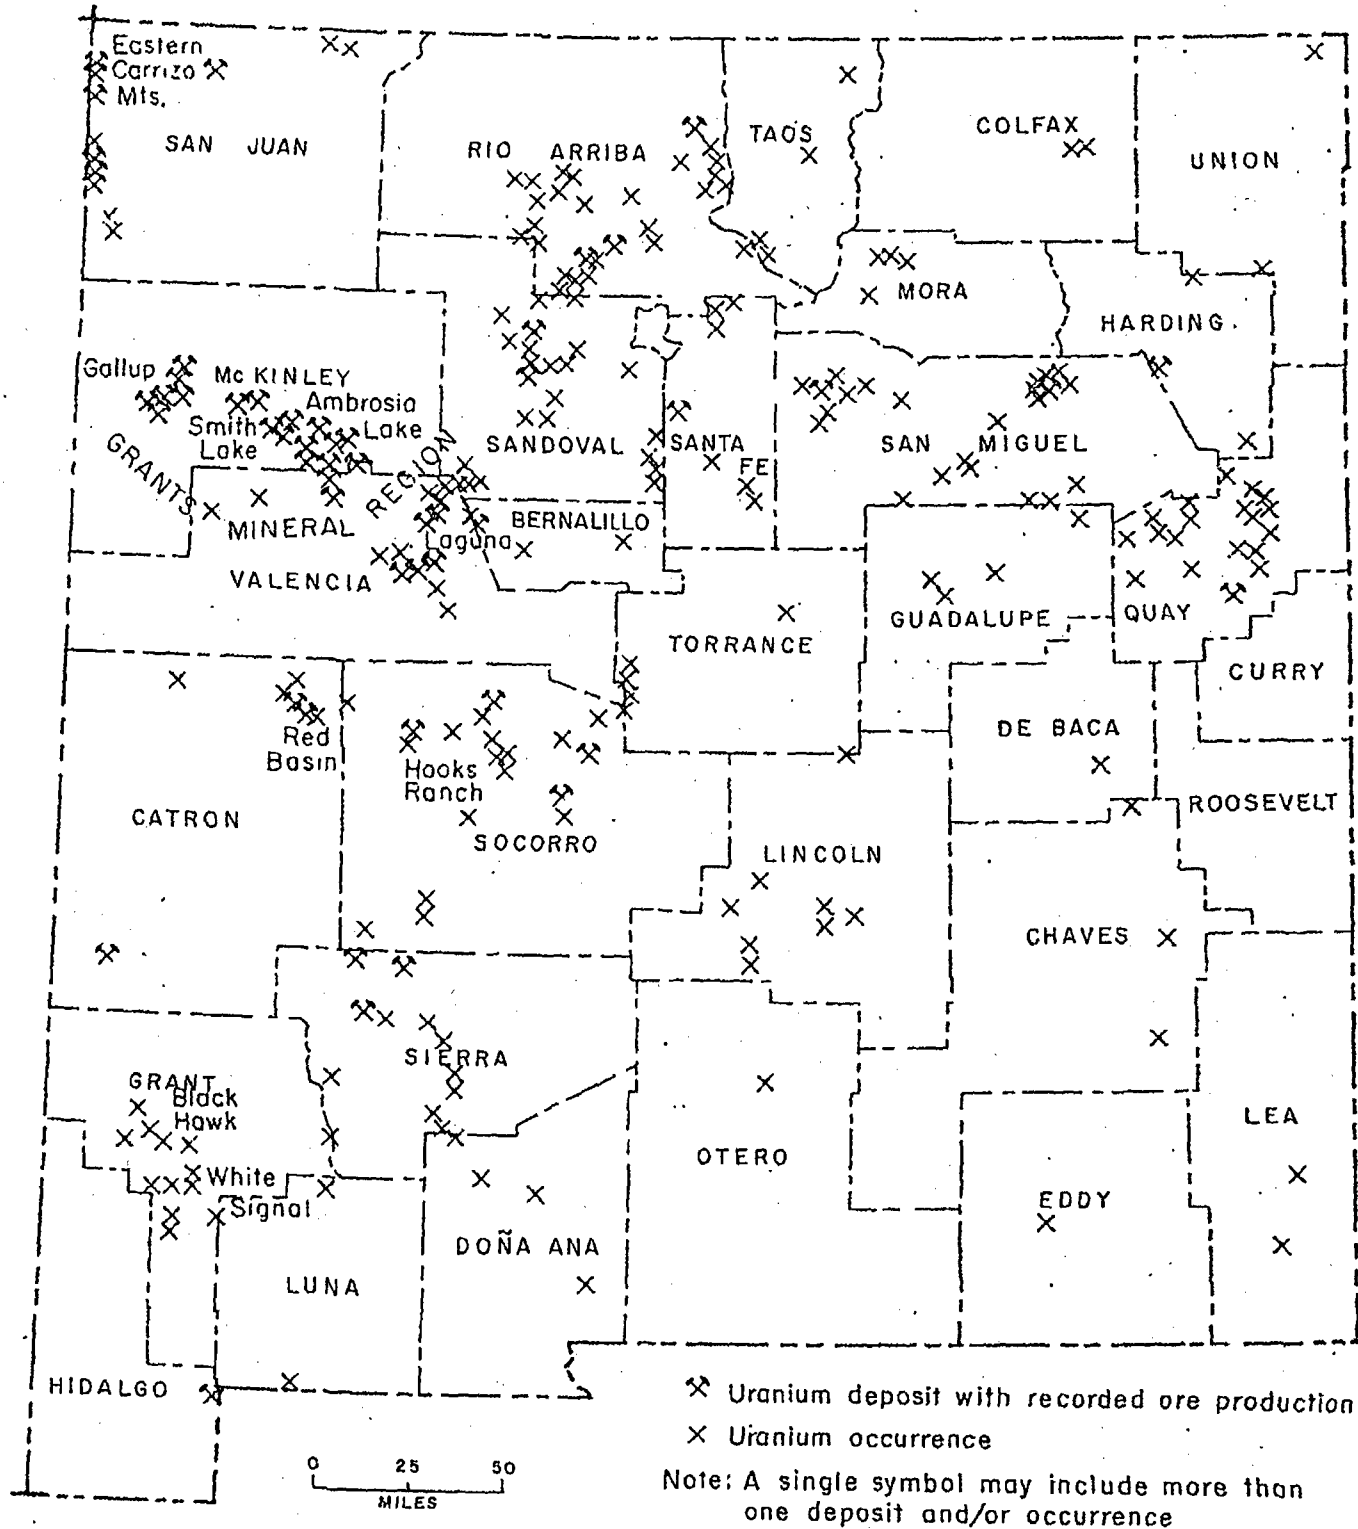 Eastern
Carrizo
Mts.
SAN JUAN
RIO ARRIBA
TAOS
COLFAX
UNION
MORA
HARDING
Gallup
Mc KINLEY
Ambrosia
Lake
Smith
Lake
GRANTS
MINERAL
REGION
SANDOVAL
SANTA
FE
SAN MIGUEL
BERNALILLO
Laguna
VALENCIA
TORRANCE
GUADALUPE
QUAY
CURRY
Red
Basin
Hooks
Ranch
DE BACA
ROOSEVELT
CATRON
SOCORRO
LINCOLN
CHAVES
SIERRA
GRANT
Black
Hawk
White
Signal
OTERO
LEA
EDDY
DOÑA ANA
LUNA
HIDALGO
Uranium deposit with recorded ore production
Uranium occurrence
0 25 50
MILES
Note: A single symbol may include more than
one deposit and/or occurrence